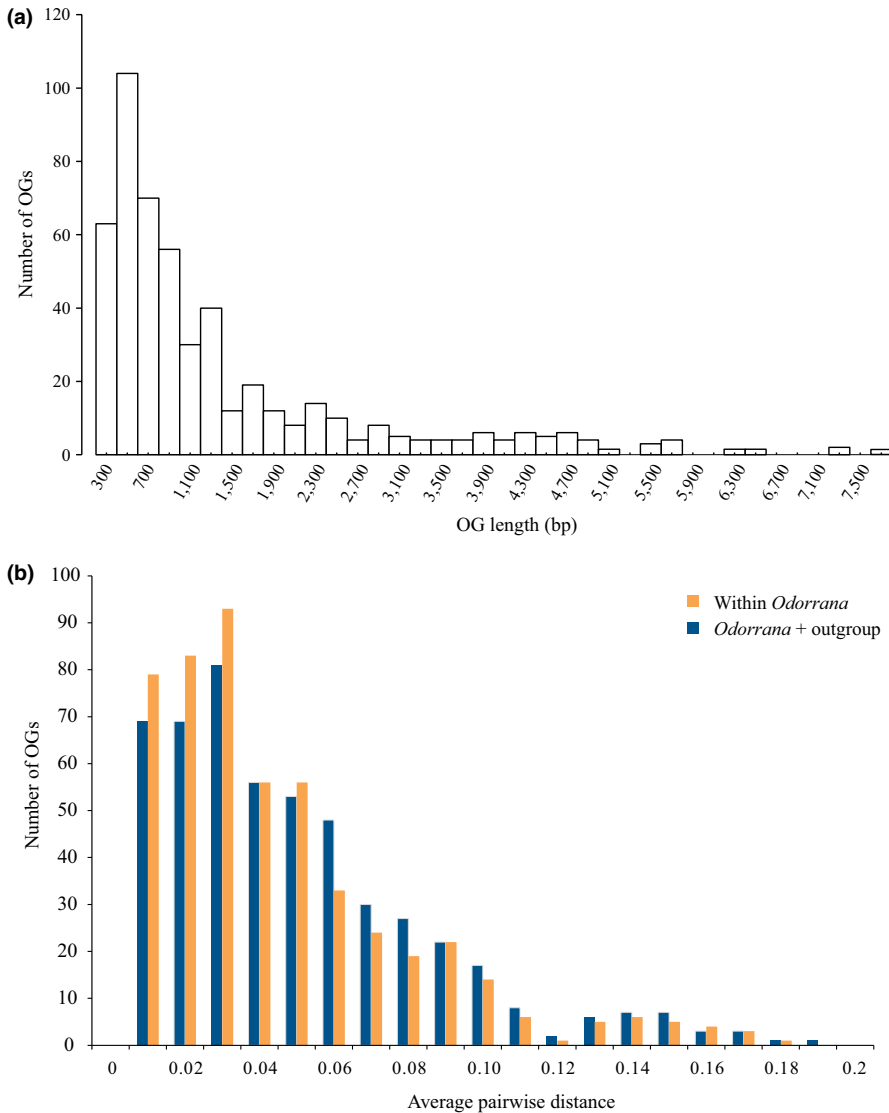 (a)
120
100
80
60
40
20
0
Number of OGs
300 700 1,100 1,500 1,900 2,300 2,700 3,100 3,500 3,900 4,300 4,700 5,100 5,500 5,900 6,300 6,700 7,100 7,500
OG length (bp)
(b)
100
90
80
70
60
50
40
30
20
10
0
Number of OGs
Within Odorrana
Odorrana + outgroup
0 0.02 0.04 0.06 0.08 0.10 0.12 0.14 0.16 0.18 0.2
Average pairwise distance